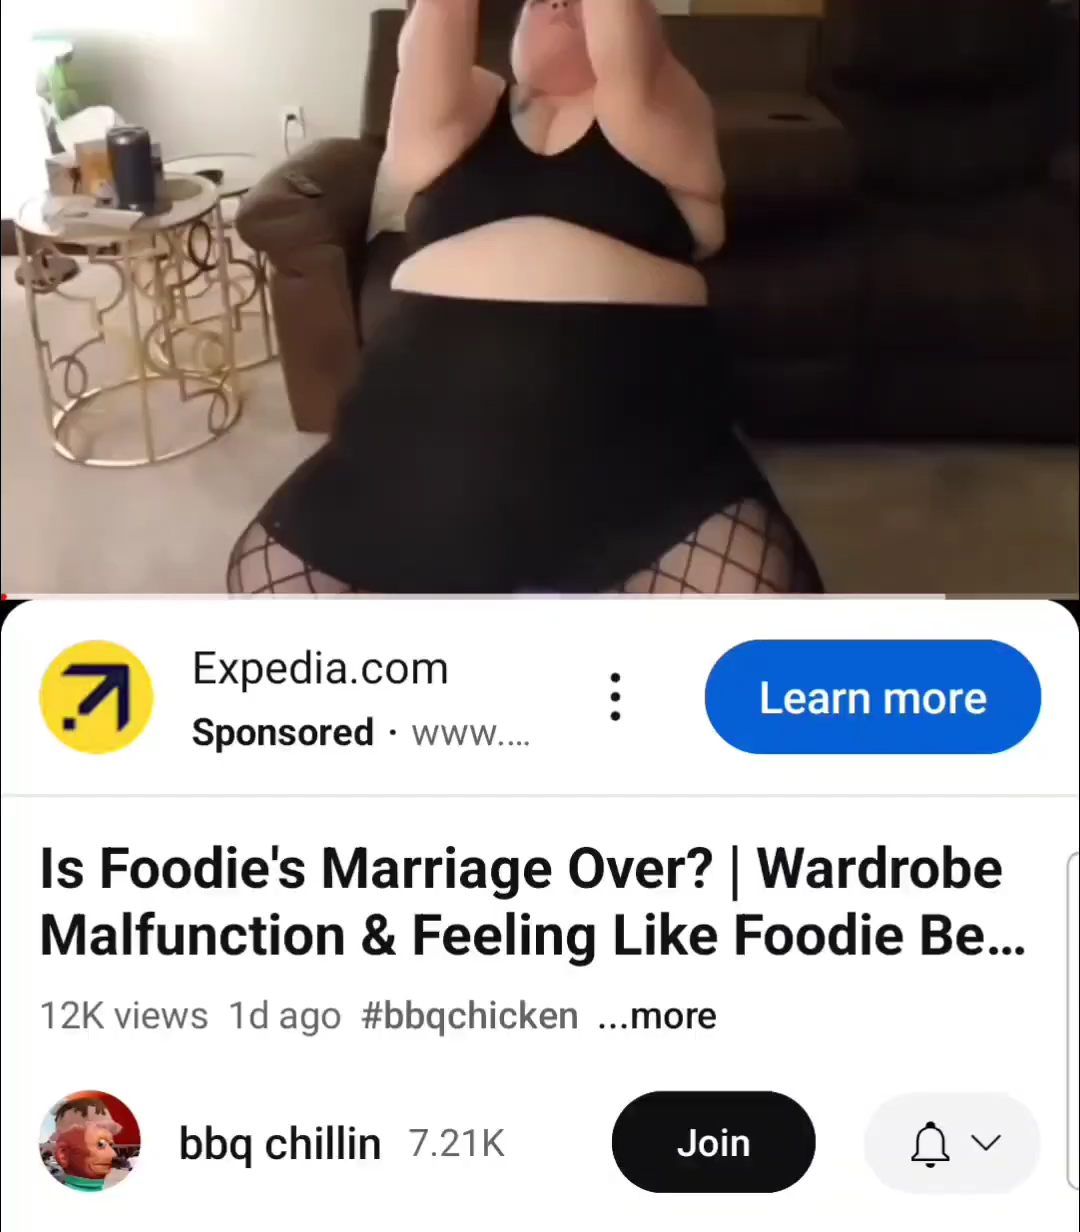 Expedia.com
Sponsored · www....
Learn more
Is Foodie's Marriage Over? | Wardrobe
Malfunction & Feeling Like Foodie Be...
12K views 1d ago #bbqchicken ...more
bbq chillin 7.21K
Join